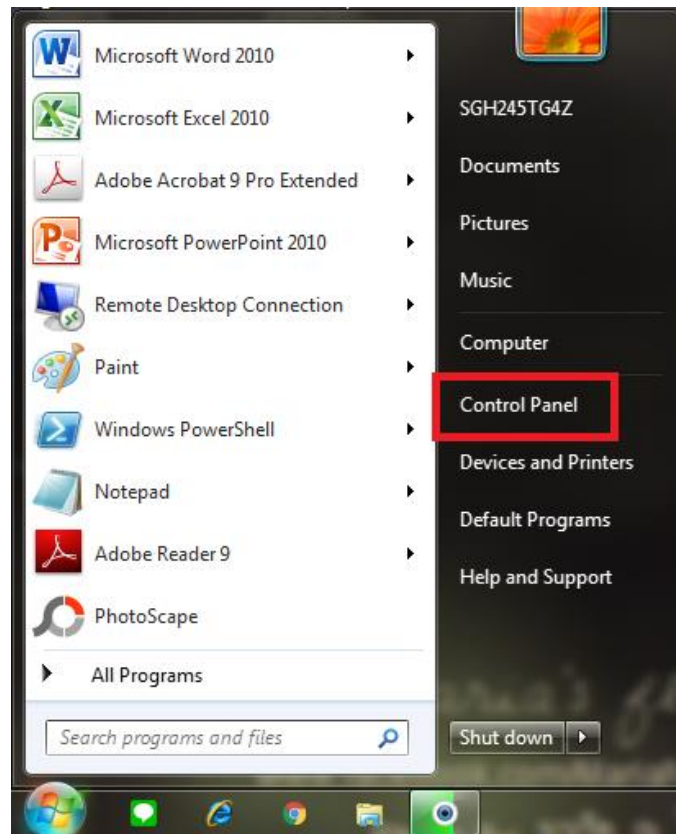 Microsoft Word 2010
Microsoft Excel 2010
Adobe Acrobat 9 Pro Extended
Microsoft PowerPoint 2010
Remote Desktop Connection
Paint
Windows PowerShell
Notepad
Adobe Reader 9
PhotoScape
All Programs
Search programs and files
SGH245TG4Z
Documents
Pictures
Music
Computer
Control Panel
Devices and Printers
Default Programs
Help and Support
Shut down